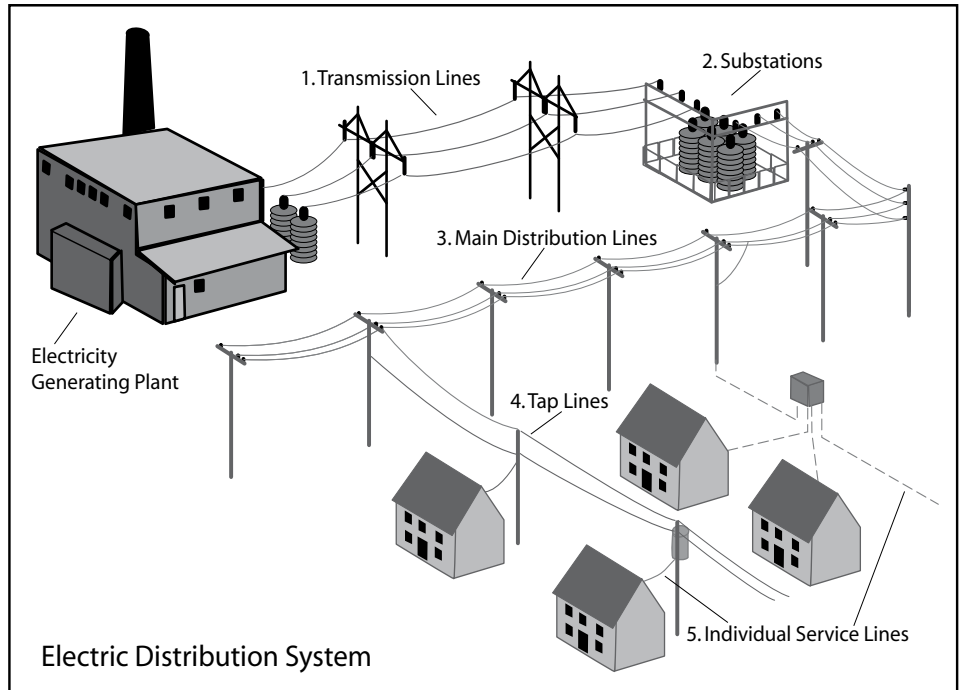 1. Transmission Lines
2. Substations
3. Main Distribution Lines
Electricity
Generating Plant
4. Tap Lines
5. Individual Service Lines
Electric Distribution System